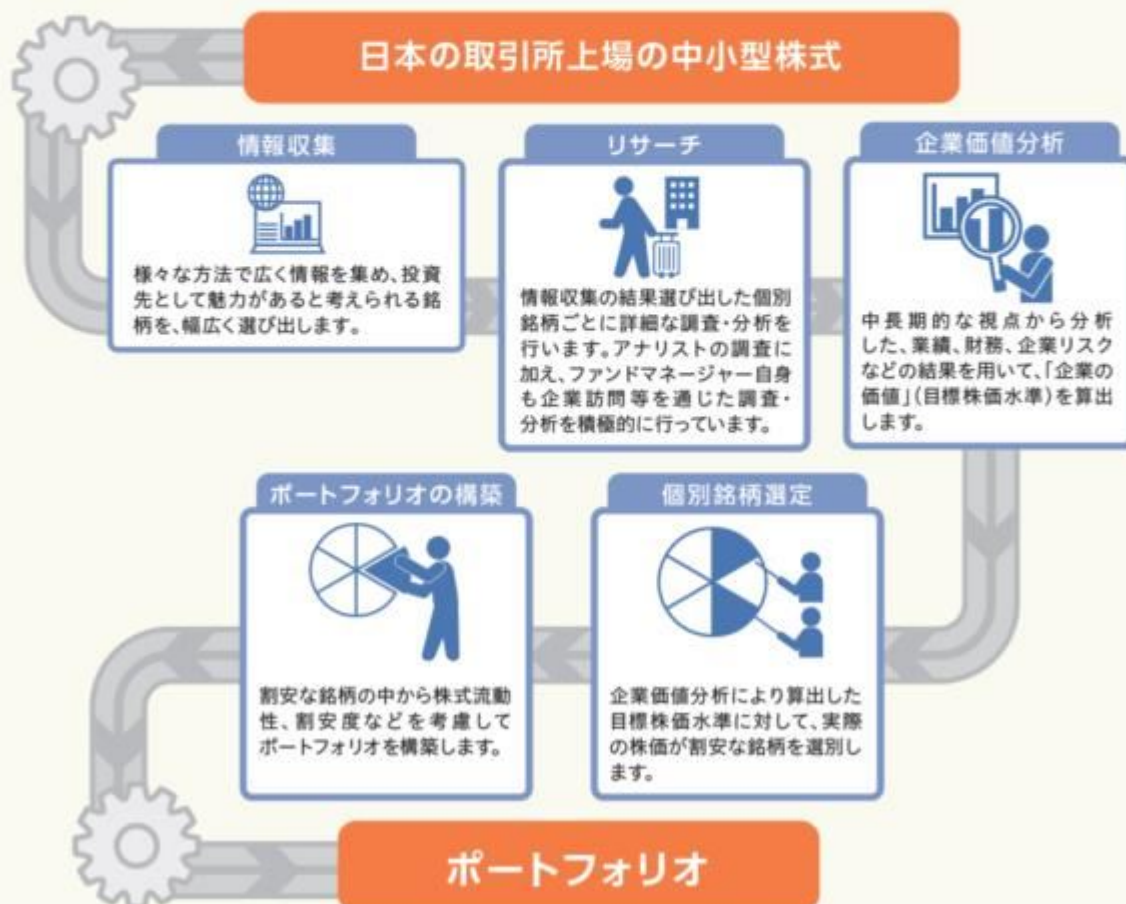 日本の取引所上場の中小型株式
情報収集
様々な方法で広く情報を集め、投資
先として魅力があると考えられる銘
柄を、幅広く選び出します。
リサーチ
情報収集の結果選び出した個別
銘柄ごとに詳細な調査・分析を
行います。アナリストの調査に
加え、ファンドマネージャー自身
も企業訪問等を通じた調査・
分析を積極的に行っています。
企業価値分析
中長期的な視点から分析
した、業績、財務、企業リスク
などの結果を用いて、「企業の
価値」(目標株価水準)を算出
します。
個別銘柄選定
企業価値分析により算出した
目標株価水準に対して、実際
の株価が割安な銘柄を選別し
ます。
ポートフォリオの構築
割安な銘柄の中から株式流動
性、割安度などを考慮して
ポートフォリオを構築します。
ポートフォリオ